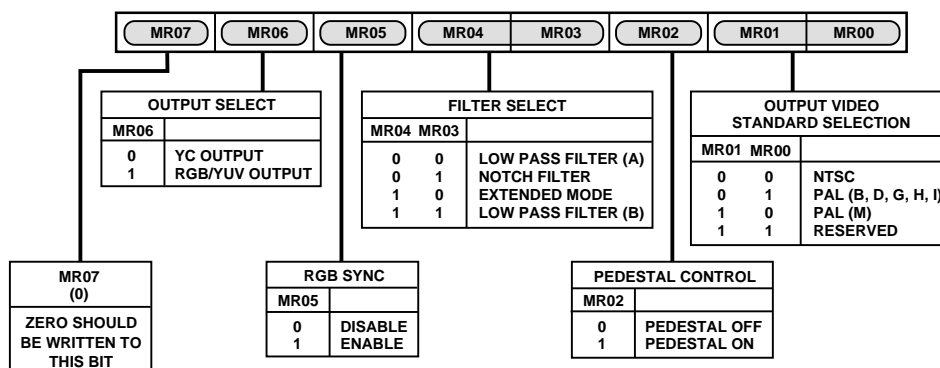 MR07 MR06 MR05 MR04 MR03 MR02 MR01 MR00
OUTPUT SELECT
MR06
0 YC OUTPUT
1 RGB/YUV OUTPUT
FILTER SELECT
MR04 MR03
0 0 LOW PASS FILTER (A)
0 1 NOTCH FILTER
1 0 EXTENDED MODE
1 1 LOW PASS FILTER (B)
OUTPUT VIDEO
STANDARD SELECTION
MR01 MR00
0 0 NTSC
0 1 PAL (B, D, G, H, I)
1 0 PAL (M)
1 1 RESERVED
MR07
(0)
ZERO SHOULD
BE WRITTEN TO
THIS BIT
RGB SYNC
MR05
0 DISABLE
1 ENABLE
PEDESTAL CONTROL
MR02
0 PEDESTAL OFF
1 PEDESTAL ON